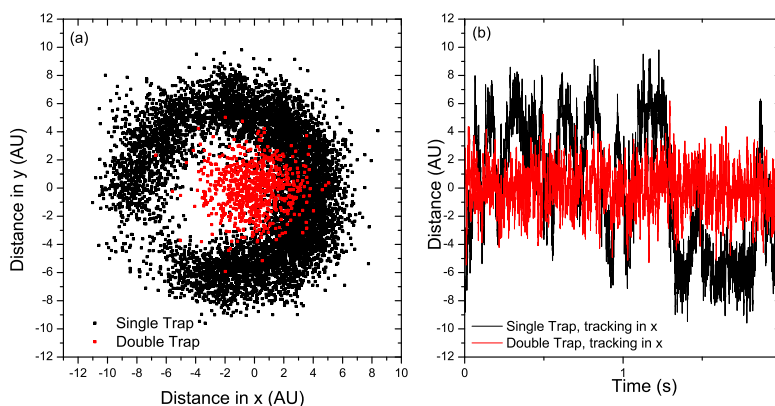 (a)
12
10
8
6
4
2
0
-2
-4
-6
-8
-10
-12
Distance in y (AU)
Single Trap
Double Trap
-12 -10 -8 -6 -4 -2 0 2 4 6 8 10
Distance in x (AU)
(b)
12
10
8
6
4
2
0
-2
-4
-6
-8
-10
-12
Distance (AU)
Single Trap, tracking in x
Double Trap, tracking in x
0 1
Time (s)